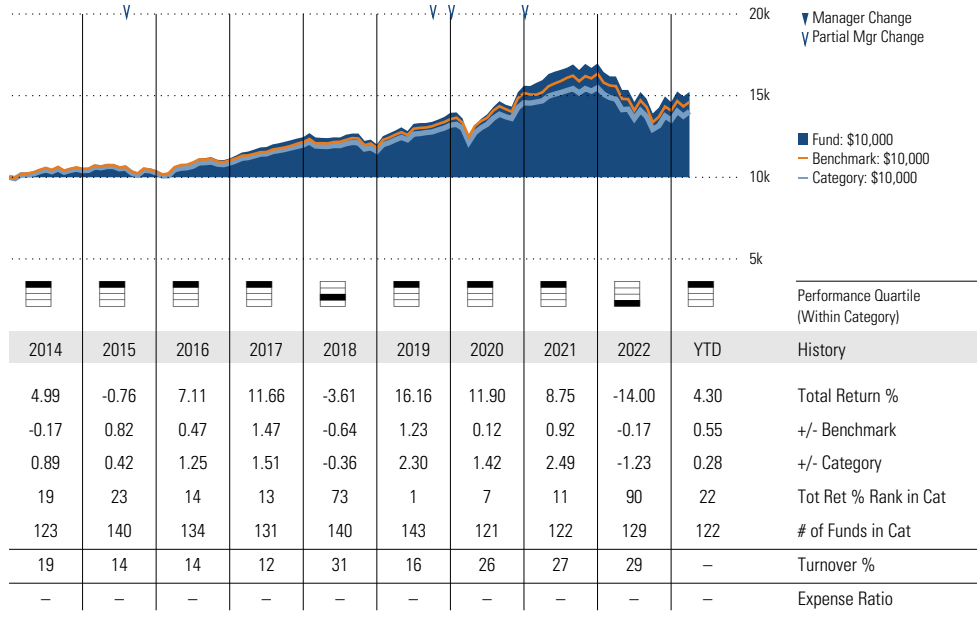 20k
▼ Manager Change
V Partial Mgr Change
15k
Fund: $10,000
Benchmark: $10,000
10k
Category: $10,000
5k
Performance Quartile
(Within Category)
2014 2015 2016 2017 2018 2019 2020 2021 2022 YTD History
4.99 -0.76 7.11 11.66 -3.61 16.16 11.90 8.75 -14.00 4.30 Total Return %
-0.17 0.82 0.47 1.47 -0.64 1.23 0.12 0.92 -0.17 0.55 +/- Benchmark
0.89 0.42 1.25 1.51 -0.36 2.30 1.42 2.49 -1.23 0.28 +/- Category
19 23 14 13 73 1 7 11 90 22 Tot Ret % Rank in Cat
123 140 134 131 140 143 121 122 129 122 # of Funds in Cat
19 14 14 12 31 16 26 27 29 – Turnover %
– – – – – – – – – – Expense Ratio